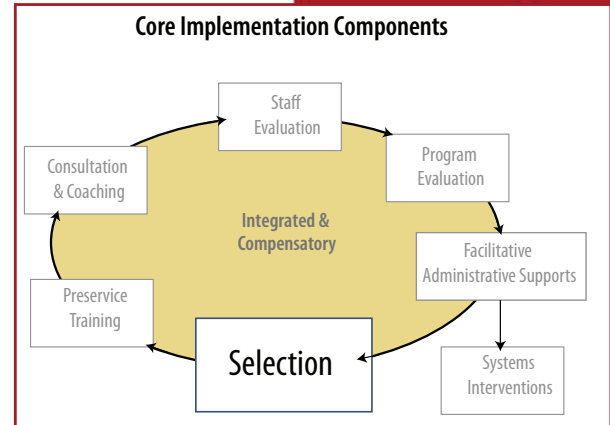 Core Implementation Components
Staff
Evaluation
Program
Evaluation
Consultation
& Coaching
Integrated &
Compensatory
Facilitative
Administrative Supports
Preservice
Training
Selection
Systems
Interventions